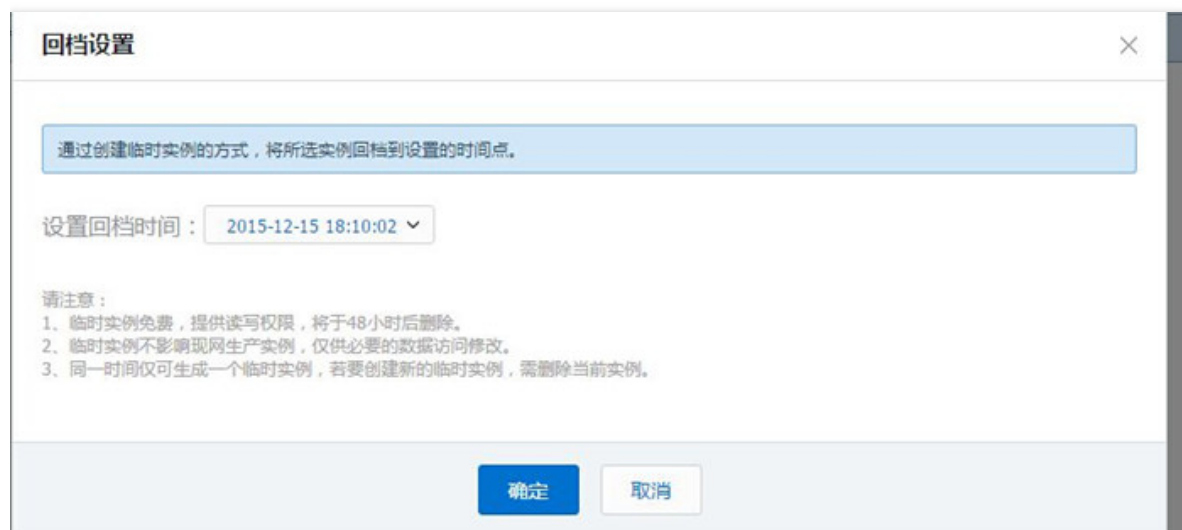 回档设置
通过创建临时实例的方式，将所选实例回档到设置的时间点。
设置回档时间： 2015-12-15 18:10:02
请注意：
1、临时实例免费，提供读写权限，将于48小时后删除。
2、临时实例不影响现网生产实例，仅供必要的数据访问修改。
3、同一时间仅可生成一个临时实例，若要创建新的临时实例，需删除当前实例。
确定 取消